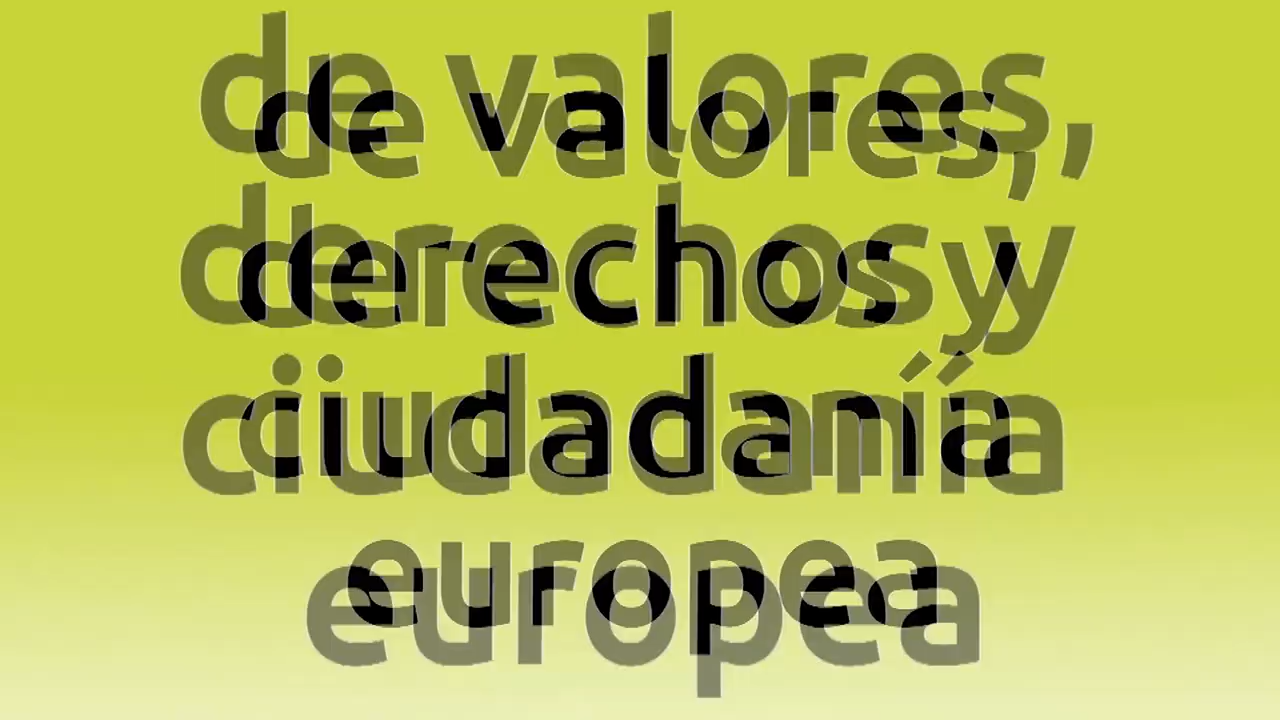 de valores,
derechos y
ciudadanía
europea